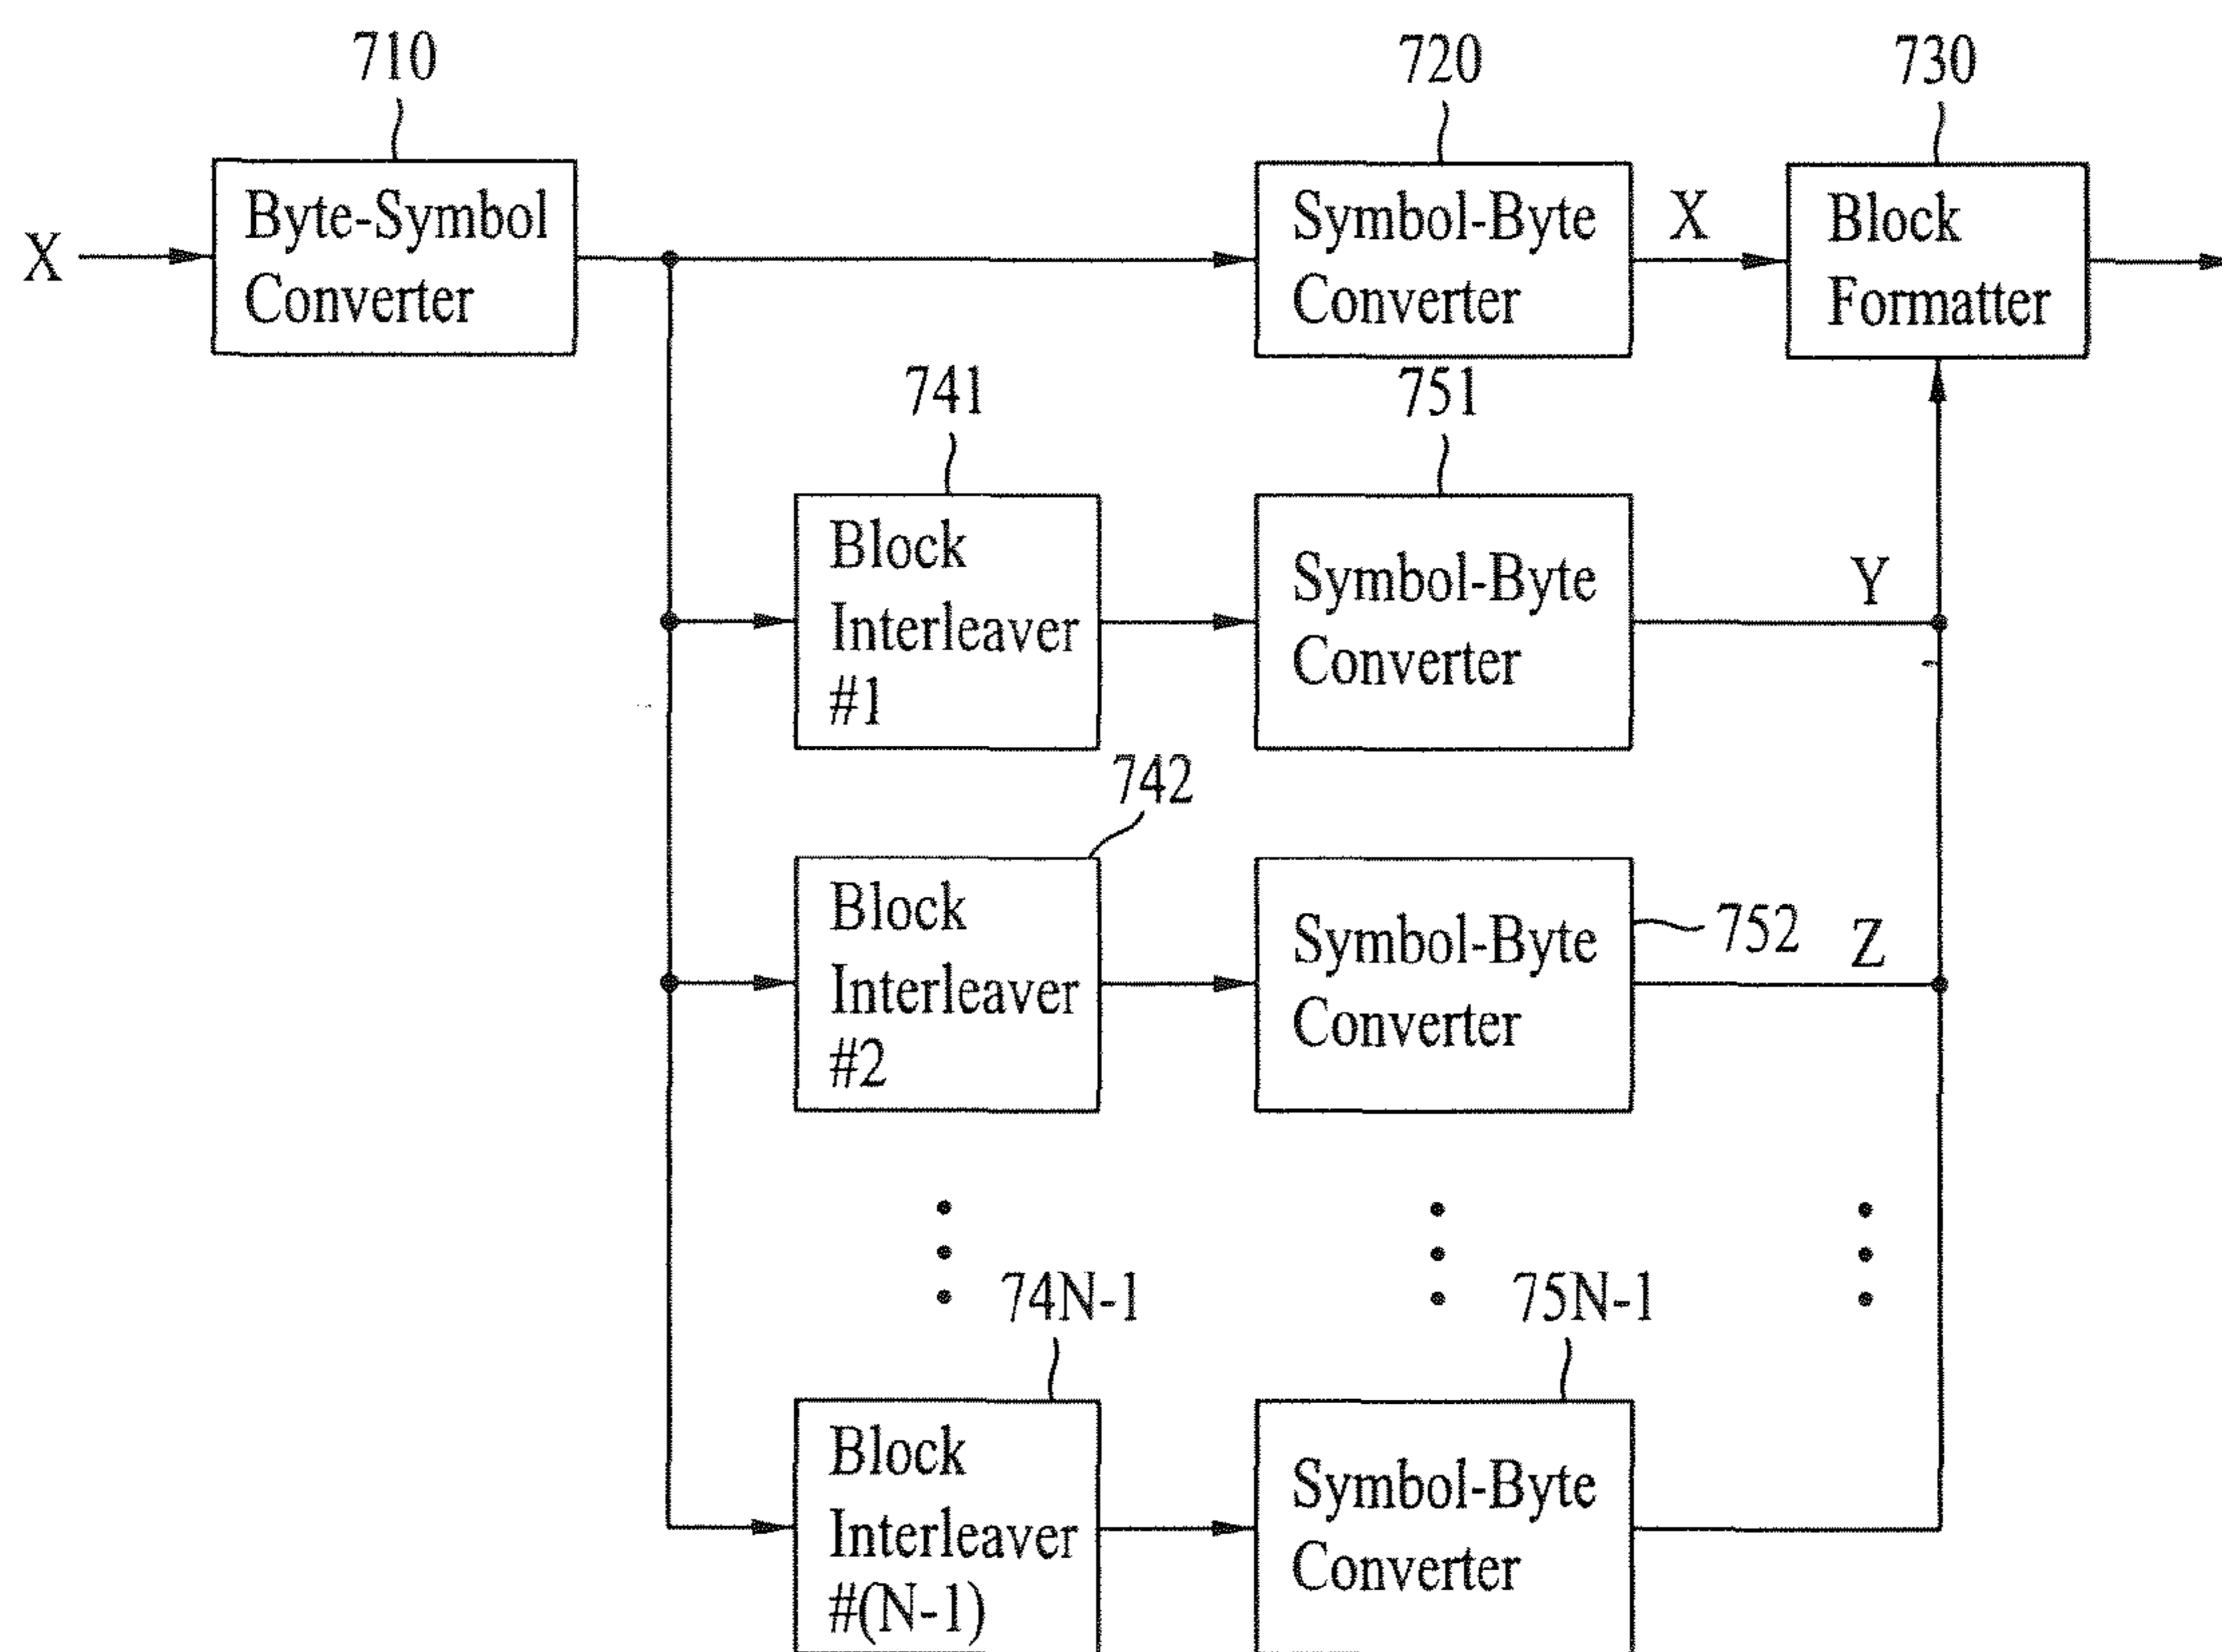 710
720
730
X
Byte-Symbol
Converter
Symbol-Byte
Converter
X
Block
Formatter
741
751
Block
Interleaver
#1
Symbol-Byte
Converter
Y
742
Block
Interleaver
#2
Symbol-Byte
Converter
752
Z
74N-1
75N-1
Block
Interleaver
#(N-1)
Symbol-Byte
Converter